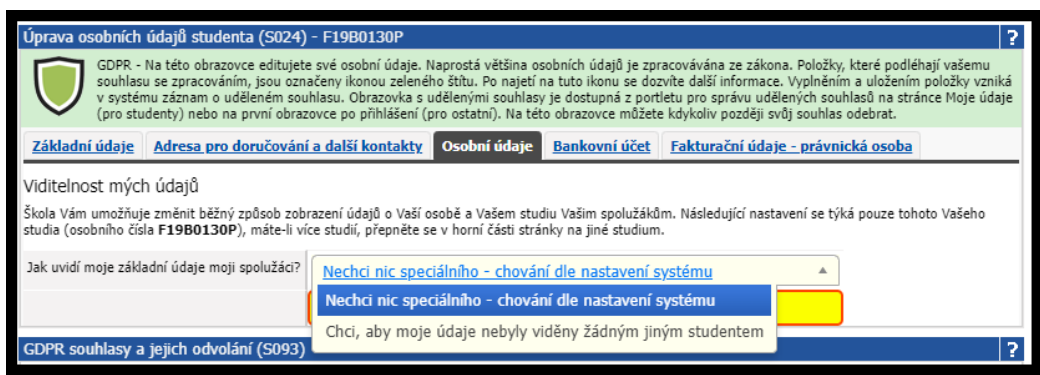 Úprava osobních údajů studenta (S024) - F19B0130P
?
GDPR - Na této obrazovce editujete své osobní údaje. Naprostá většina osobních údajů je zpracovávána ze zákona. Položky, které podléhají vašemu
souhlasu se zpracováním, jsou označeny ikonou zeleného štítu. Po najetí na tuto ikonu se dozvíte další informace. Vyplněním a uložením položky vzniká
v systému záznam o uděleném souhlasu. Obrazovka s udělenými souhlasy je dostupná z portletu pro správu udělených souhlasů na stránce Moje údaje
(pro studenty) nebo na první obrazovce po přihlášení (pro ostatní). Na této obrazovce můžete kdykoliv později svůj souhlas odebrat.
Základní údaje Adresa pro doručování a další kontakty Osobní údaje Bankovní účet Fakturační údaje - právnická osoba
Viditelnost mých údajů
Škola Vám umožňuje změnit běžný způsob zobrazení údajů o Vaší osobě a Vašem studiu Vašim spolužákům. Následující nastavení se týká pouze tohoto Vašeho
studia (osobního čísla F19B0130P), máte-li více studií, přepněte se v horní části stránky na jiné studium.
Jak uvidí moje základní údaje moji spolužáci?
Nechci nic speciálního - chování dle nastavení systému
Nechci nic speciálního - chování dle nastavení systému
Chci, aby moje údaje nebyly viděny žádným jiným studentem
GDPR souhlasy a jejich odvolání (S093)
?